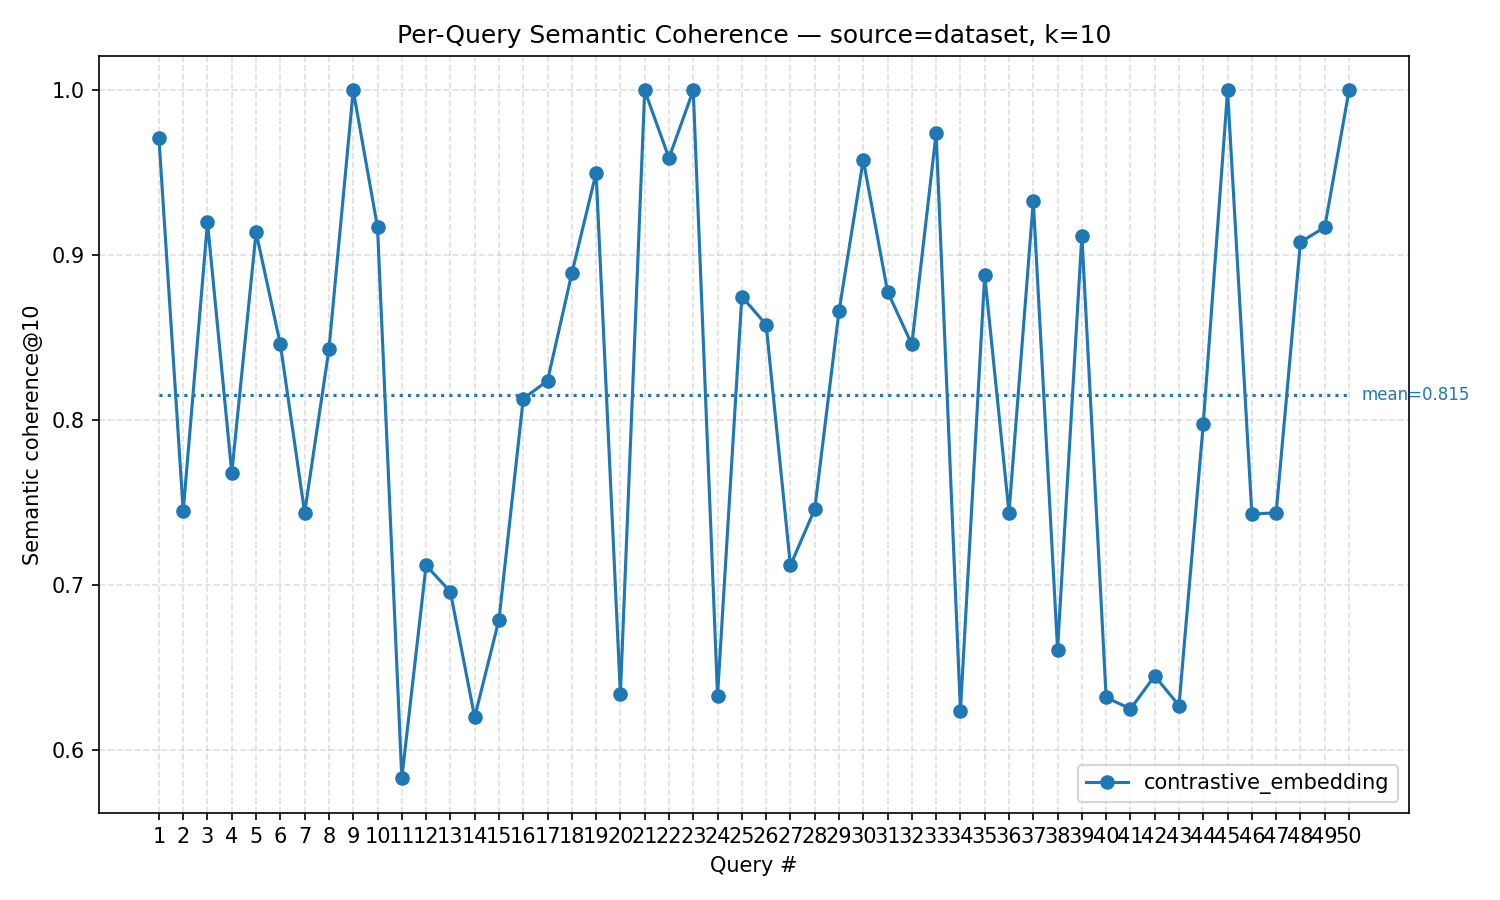 Per-Query Semantic Coherence — source=dataset, k=10
1.0
0.9
0.8
0.7
0.6
Semantic coherence@10
mean=0.815
contrastive_embedding
1 2 3 4 5 6 7 8 9 10 11 12 13 14 15 16 17 18 19 20 21 22 23 24 25 26 27 28 29 30 31 32 33 34 35 36 37 38 39 40 41 42 43 44 45 46 47 48 49 50
Query #